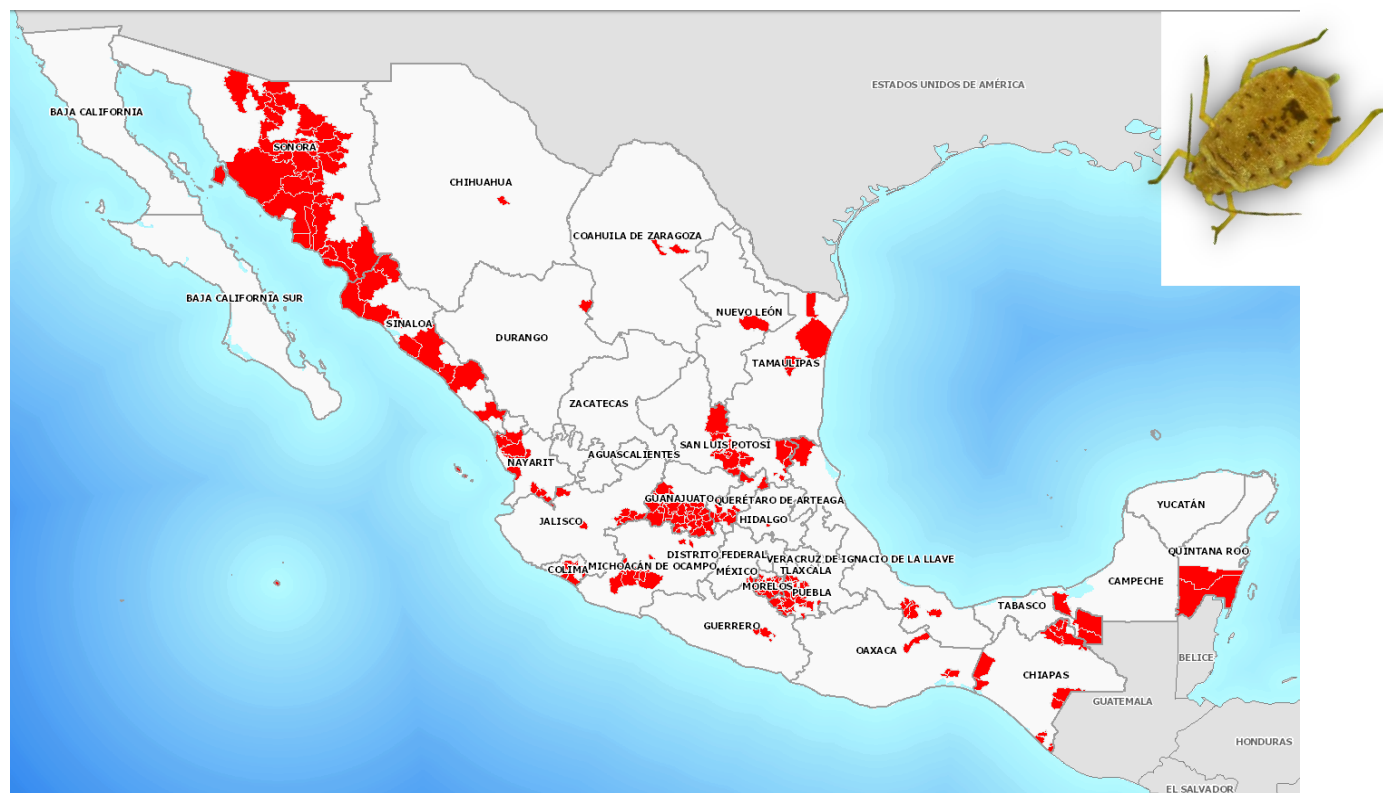 ESTADOS UNIDOS DE AMÉRICA
BAJA CALIFORNIA
SONORA
CHIHUAHUA
COAHUILA DE ZARAGOZA
BAJA CALIFORNIA SUR
NUEVO LEÓN
SINALOA
DURANGO
TAMAULIPAS
ZACATECAS
SAN LUIS POTOSÍ
AGUASCALIENTES
NAYARIT
GUANAJUATO
QUERÉTARO DE ARTEAGA
YUCATÁN
JALISCO
HIDALGO
QUINTANA ROO
DISTRITO FEDERAL
VERACRUZ DE IGNACIO DE LA LLAVE
COLIMA
MICHOACÁN DE OCAMPO
MÉXICO
TLAXCALA
CAMPECHE
MORELOS
PUEBLA
TABASCO
GUERRERO
OAXACA
BELICE
CHIAPAS
GUATEMALA
HONDURAS
EL SALVADOR